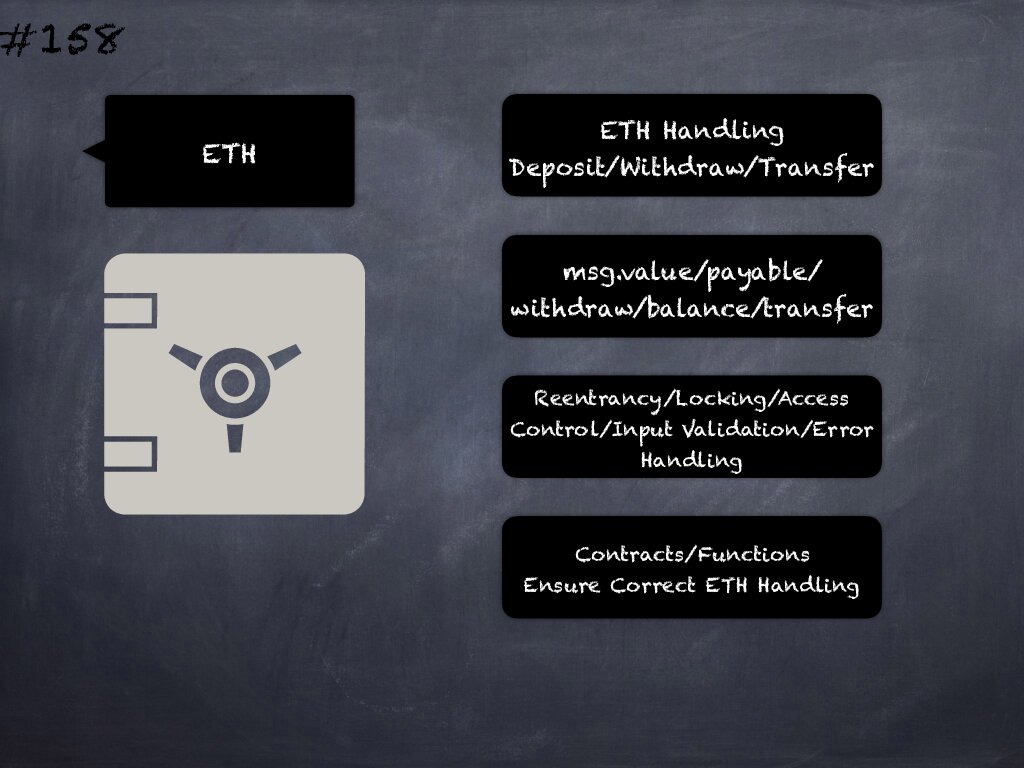 #158
ETH
ETH Handling
Deposit/Withdraw/Transfer
msg.value/payable/
withdraw/balance/transfer
Reentrancy/Locking/Access
Control/Input Validation/Error
Handling
Contracts/Functions
Ensure Correct ETH Handling